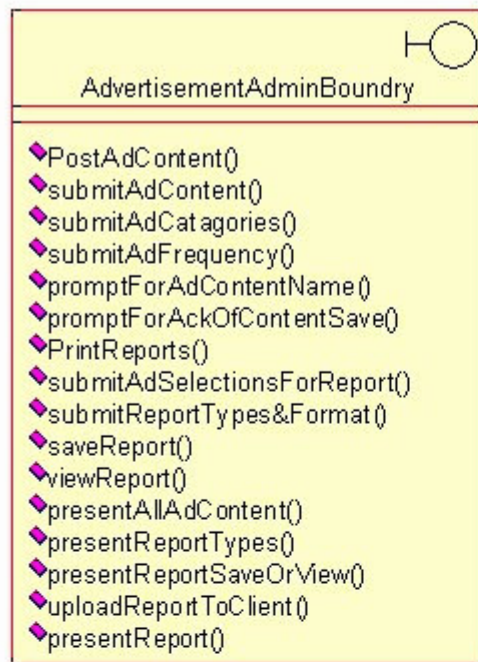 AdvertisementAdminBoundry
PostAdContent()
submitAdContent()
submitAdCatagories()
submitAdFrequency()
promptForAdContentName()
promptForAckOfContentSave()
PrintReports()
submitAdSelectionsForReport()
submitReportTypes&Format()
saveReport()
viewReport()
presentAllAdContent()
presentReportTypes()
presentReportSaveOrView()
uploadReportToClient()
presentReport()